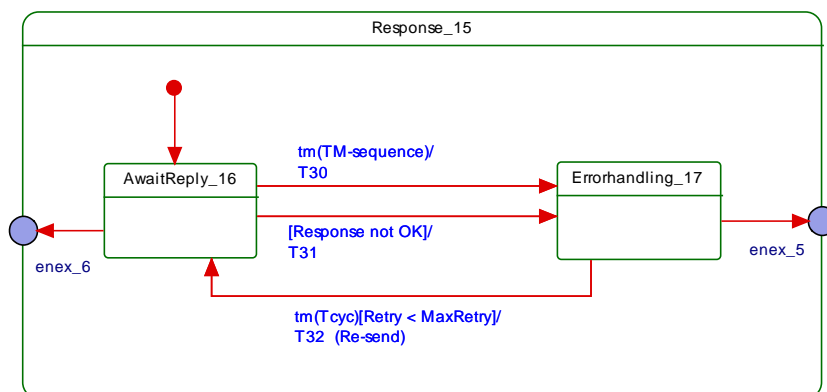 Response_15
tm(TM-sequence)/
T30
AwaitReply_16
Errorhandling_17
[Response not OK]/
T31
enex_6
enex_5
tm(Tcyc)[Retry < MaxRetry]/
T32 (Re-send)